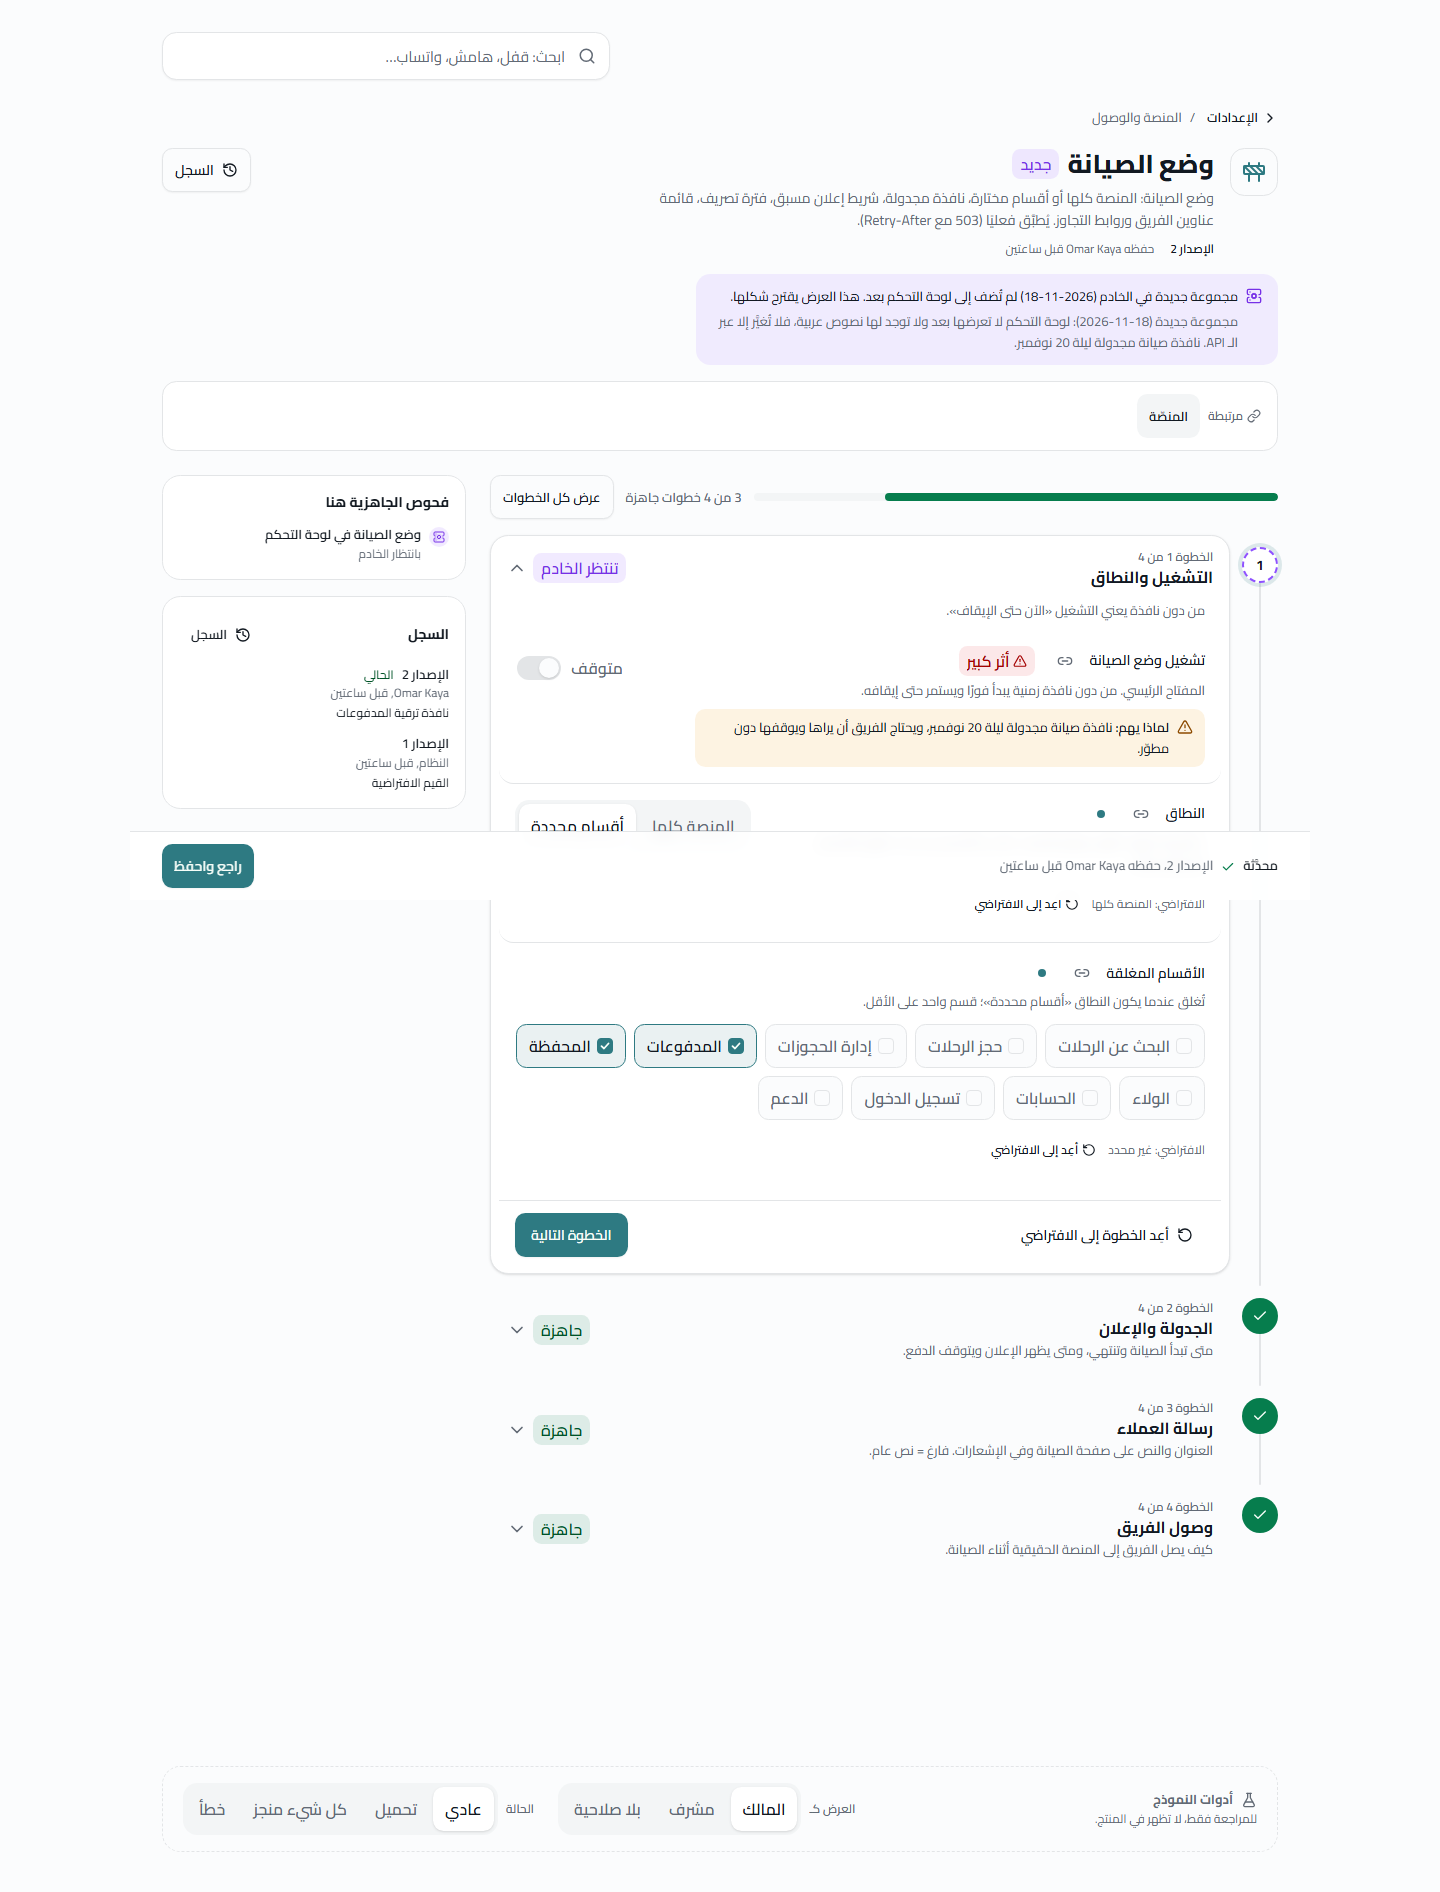 ابحث: قفل، هامش، واتساب...
الإعدادات / المنصة والوصول
وضع الصيانة جديد
السجل
وضع الصيانة: المنصة كلها أو أقسام مختارة، نافذة مجدولة، شريط إعلان مسبق، فترة تصريف، قائمة
عناوين الفريق وروابط التجاوز. يُطبَّق فعليًا (503 مع Retry-After).
الإصدار 2 حفظه Omar Kaya قبل ساعتين
مجموعة جديدة في الخادم (2026-11-18) لم تُضف إلى لوحة التحكم بعد. هذا العرض يقترح شكلها.
مجموعة جديدة (18-11-2026): لوحة التحكم لا تعرضها بعد ولا توجد لها نصوص عربية، فلا تُغيَّر إلا عبر
الـ API. نافذة صيانة مجدولة ليلة 20 نوفمبر.
مرتبطة
المنصّة
3 من 4 خطوات جاهزة
عرض كل الخطوات
1
الخطوة 1 من 4
التشغيل والنطاق
تنتظر الخادم
من دون نافذة يعني التشغيل «الآن حتى الإيقاف».
تشغيل وضع الصيانة
أثر كبير
متوقف
المفتاح الرئيسي. من دون نافذة زمنية يبدأ فورًا ويستمر حتى إيقافه.
لماذا يهم: نافذة صيانة مجدولة ليلة 20 نوفمبر، ويحتاج الفريق أن يراها ويوقفها دون
مطوّر.
النطاق
المنصة كلها
أقسام محددة
الافتراضي: المنصة كلها
أعِد إلى الافتراضي
الأقسام المغلقة
تُغلق عندما يكون النطاق «أقسام محددة»؛ قسم واحد على الأقل.
البحث عن الرحلات
حجز الرحلات
إدارة الحجوزات
المدفوعات
المحفظة
الولاء
الحسابات
تسجيل الدخول
الدعم
الافتراضي: غير محدد
أعِد إلى الافتراضي
أعِد الخطوة إلى الافتراضي
الخطوة التالية
الخطوة 2 من 4
الجدولة والإعلان
متى تبدأ الصيانة وتنتهي، ومتى يظهر الإعلان ويتوقف الدفع.
جاهزة
الخطوة 3 من 4
رسالة العملاء
العنوان والنص على صفحة الصيانة وفي الإشعارات. فارغ = نص عام.
جاهزة
الخطوة 4 من 4
وصول الفريق
كيف يصل الفريق إلى المنصة الحقيقية أثناء الصيانة.
جاهزة
فحوص الجاهزية هنا
وضع الصيانة في لوحة التحكم
بانتظار الخادم
السجل
السجل
الإصدار 2 الحالي
Omar Kaya, قبل ساعتين
نافذة ترقية المدفوعات
الإصدار 1
النظام, قبل ساعتين
القيم الافتراضية
محدَّثة
الإصدار 2، حفظه Omar Kaya قبل ساعتين
راجع واحفظ
أدوات النموذج
للمراجعة فقط، لا تظهر في المنتج.
العرض كـ
المالك
مشرف
بلا صلاحية
الحالة
عادي
تحميل
كل شيء منجز
خطأ